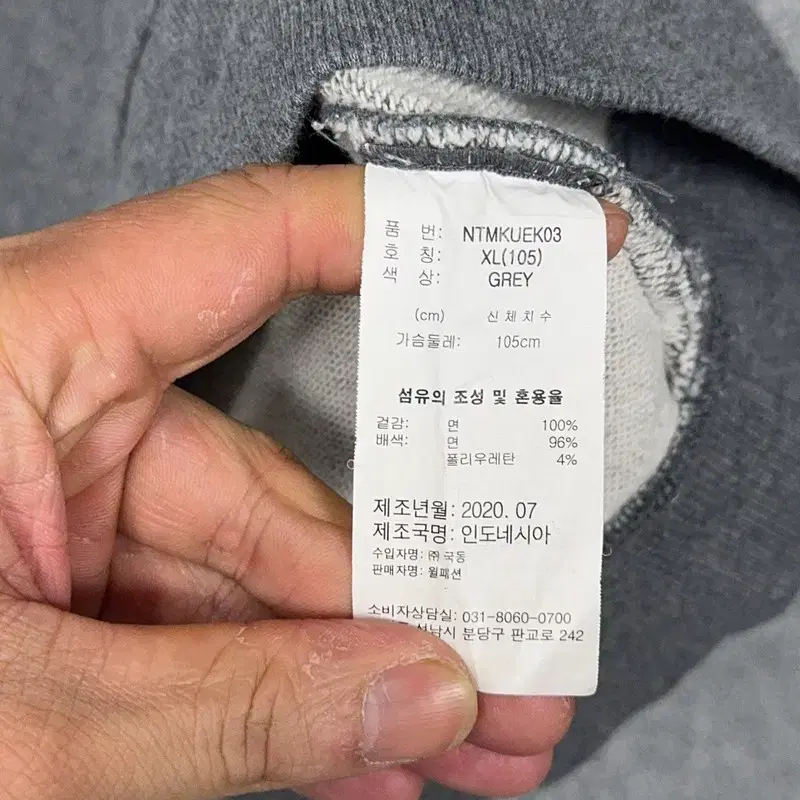 품 번: NTMKUEK03
호 칭: XL(105)
색 상: GREY
(cm) 신체치수
가슴둘레: 105cm
섬유의 조성 및 혼용율
겉감: 면 100%
배색: 면 96%
폴리우레탄 4%
제조년월: 2020. 07
제조국명: 인도네시아
수입자명: ㈜ 국동
판매자명: 월패션
소비자상담실: 031-8060-0700
성남시 분당구 판교로 242